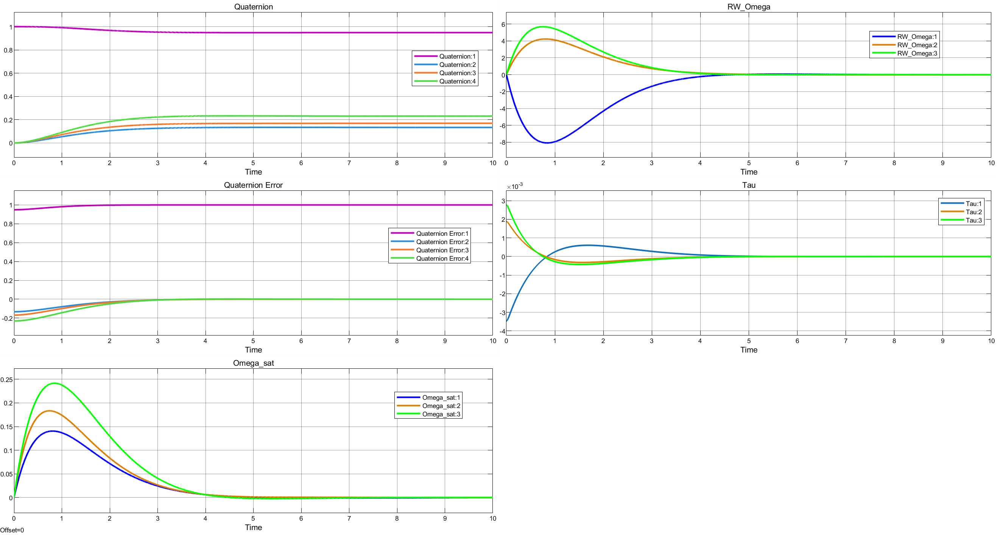 Quaternion
1
0.8
0.6
0.4
0.2
0
Quaternion:1
Quaternion:2
Quaternion:3
Quaternion:4
0 1 2 3 4 5 6 7 8 9 10
Time
RW_Omega
6
4
2
0
-2
-4
-6
-8
RW_Omega:1
RW_Omega:2
RW_Omega:3
0 1 2 3 4 5 6 7 8 9 10
Time
Quaternion Error
1
0.8
0.6
0.4
0.2
0
-0.2
Quaternion Error:1
Quaternion Error:2
Quaternion Error:3
Quaternion Error:4
0 1 2 3 4 5 6 7 8 9 10
Time
×10-3
Tau
3
2
1
0
-1
-2
-3
-4
Tau:1
Tau:2
Tau:3
0 1 2 3 4 5 6 7 8 9 10
Time
Omega_sat
0.25
0.2
0.15
0.1
0.05
0
Omega_sat:1
Omega_sat:2
Omega_sat:3
0 1 2 3 4 5 6 7 8 9 10
Time
Offset=0